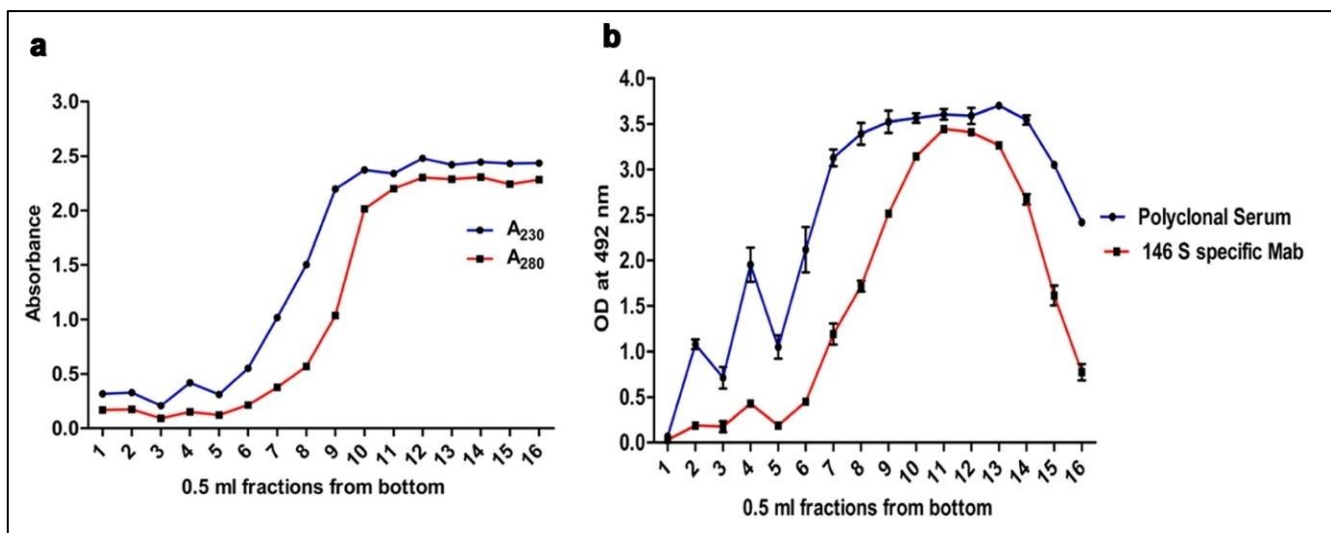 a
3.0
2.5
2.0
1.5
1.0
0.5
0.0
Absorbance
A230
A280
1 2 3 4 5 6 7 8 9 10 11 12 13 14 15 16
0.5 ml fractions from bottom
b
4.0
3.5
3.0
2.5
2.0
1.5
1.0
0.5
0.0
OD at 492 nm
Polyclonal Serum
146 S specific Mab
1 2 3 4 5 6 7 8 9 10 11 12 13 14 15 16
0.5 ml fractions from bottom